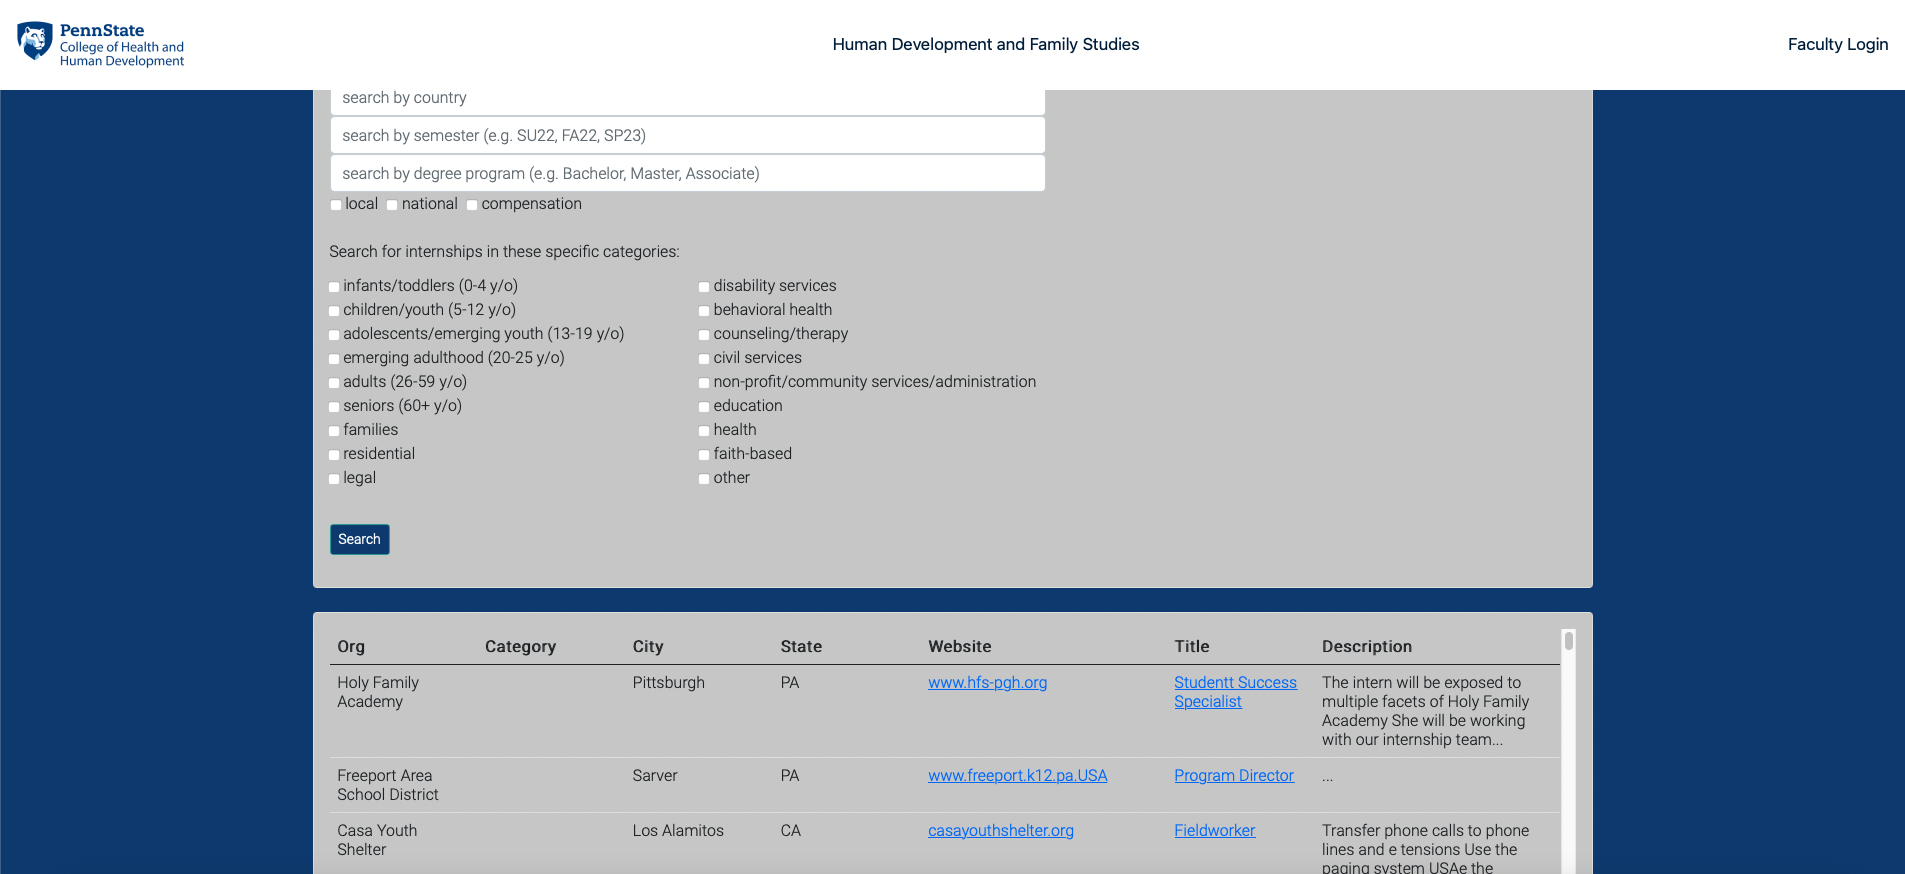 PennState
College of Health and
Human Development
Human Development and Family Studies
Faculty Login
search by country
search by semester (e.g. SU22, FA22, SP23)
search by degree program (e.g. Bachelor, Master, Associate)
local national compensation
Search for internships in these specific categories:
infants/toddlers (0-4 y/o)
children/youth (5-12 y/o)
adolescents/emerging youth (13-19 y/o)
emerging adulthood (20-25 y/o)
adults (26-59 y/o)
seniors (60+ y/o)
families
residential
legal
disability services
behavioral health
counseling/therapy
civil services
non-profit/community services/administration
education
health
faith-based
other
Search
Org Category City State Website Title Description
Holy Family
Academy
Pittsburgh
PA
www.hfs-pgh.org
Studentt Success
Specialist
The intern will be exposed to
multiple facets of Holy Family
Academy She will be working
with our internship team...
Freeport Area
School District
Sarver
PA
www.freeport.k12.pa.USA
Program Director
...
Casa Youth
Shelter
Los Alamitos
CA
casayouthshelter.org
Fieldworker
Transfer phone calls to phone
lines and e tensions Use the
paging system USAe the